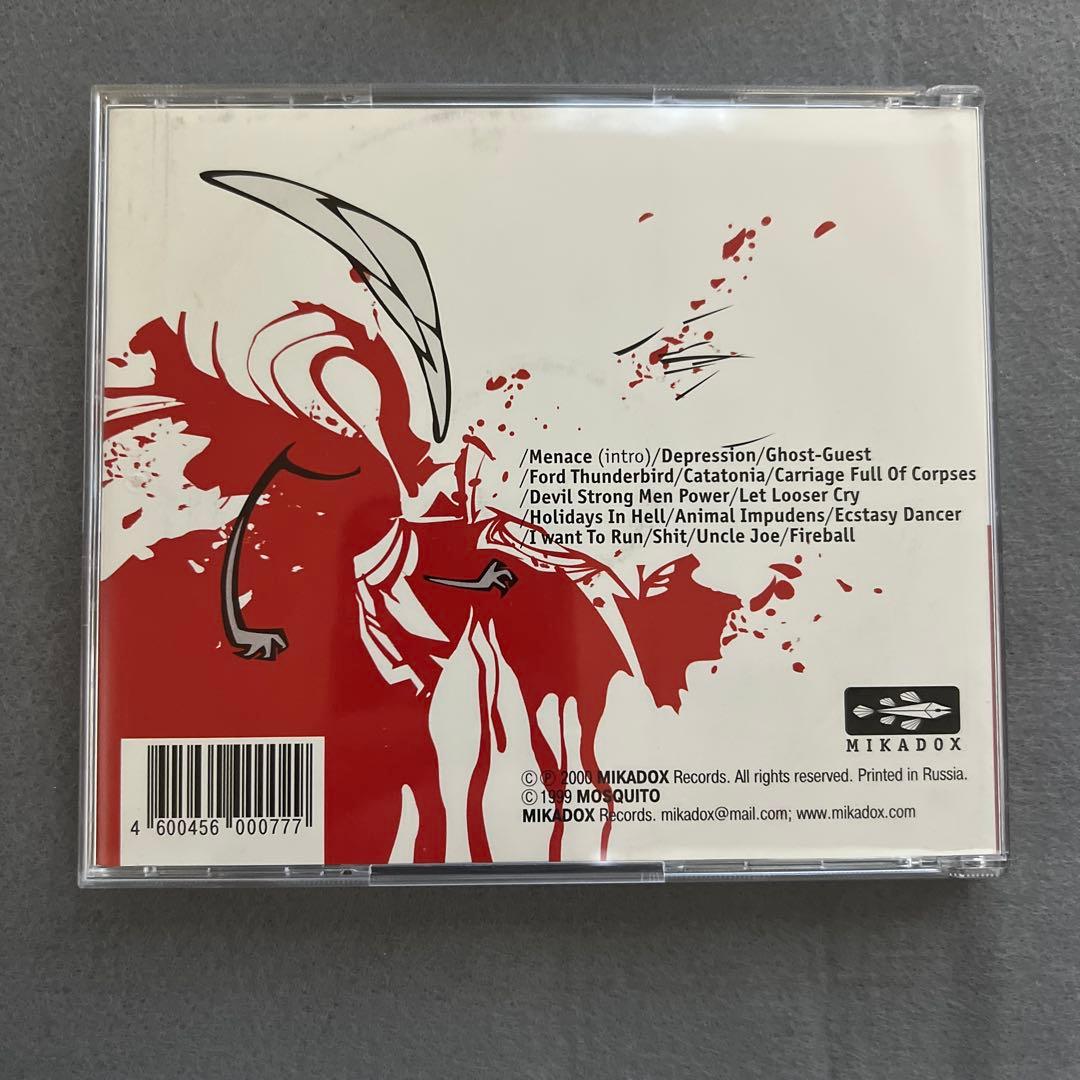 /Menace (intro)/Depression/Ghost-Guest
/Ford Thunderbird/Catatonia/Carriage Full Of Corpses
/Devil Strong Men Power/Let Looser Cry
/Holidays In Hell/Animal Impudens/Ecstasy Dancer
/I want To Run/Shit/Uncle Joe/Fireball
MIKADOX
© ℗ 2000 MIKADOX Records. All rights reserved. Printed in Russia.
© 1999 MOSQUITO
MIKADOX Records. mikadox@mail.com; www.mikadox.com
4 600456 000777